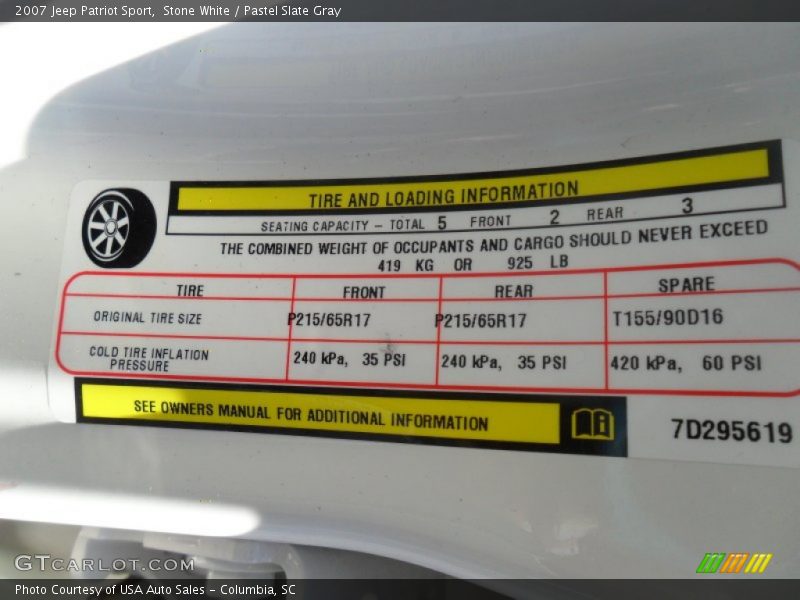 2007 Jeep Patriot Sport, Stone White / Pastel Slate Gray
TIRE AND LOADING INFORMATION
SEATING CAPACITY – TOTAL 5 FRONT 2 REAR 3
THE COMBINED WEIGHT OF OCCUPANTS AND CARGO SHOULD NEVER EXCEED
419 KG OR 925 LB
TIRE FRONT REAR SPARE
ORIGINAL TIRE SIZE P215/65R17 P215/65R17 T155/90D16
COLD TIRE INFLATION PRESSURE 240 kPa, 35 PSI 240 kPa, 35 PSI 420 kPa, 60 PSI
SEE OWNERS MANUAL FOR ADDITIONAL INFORMATION
7D295619
GTCARLOT.COM
Photo Courtesy of USA Auto Sales – Columbia, SC